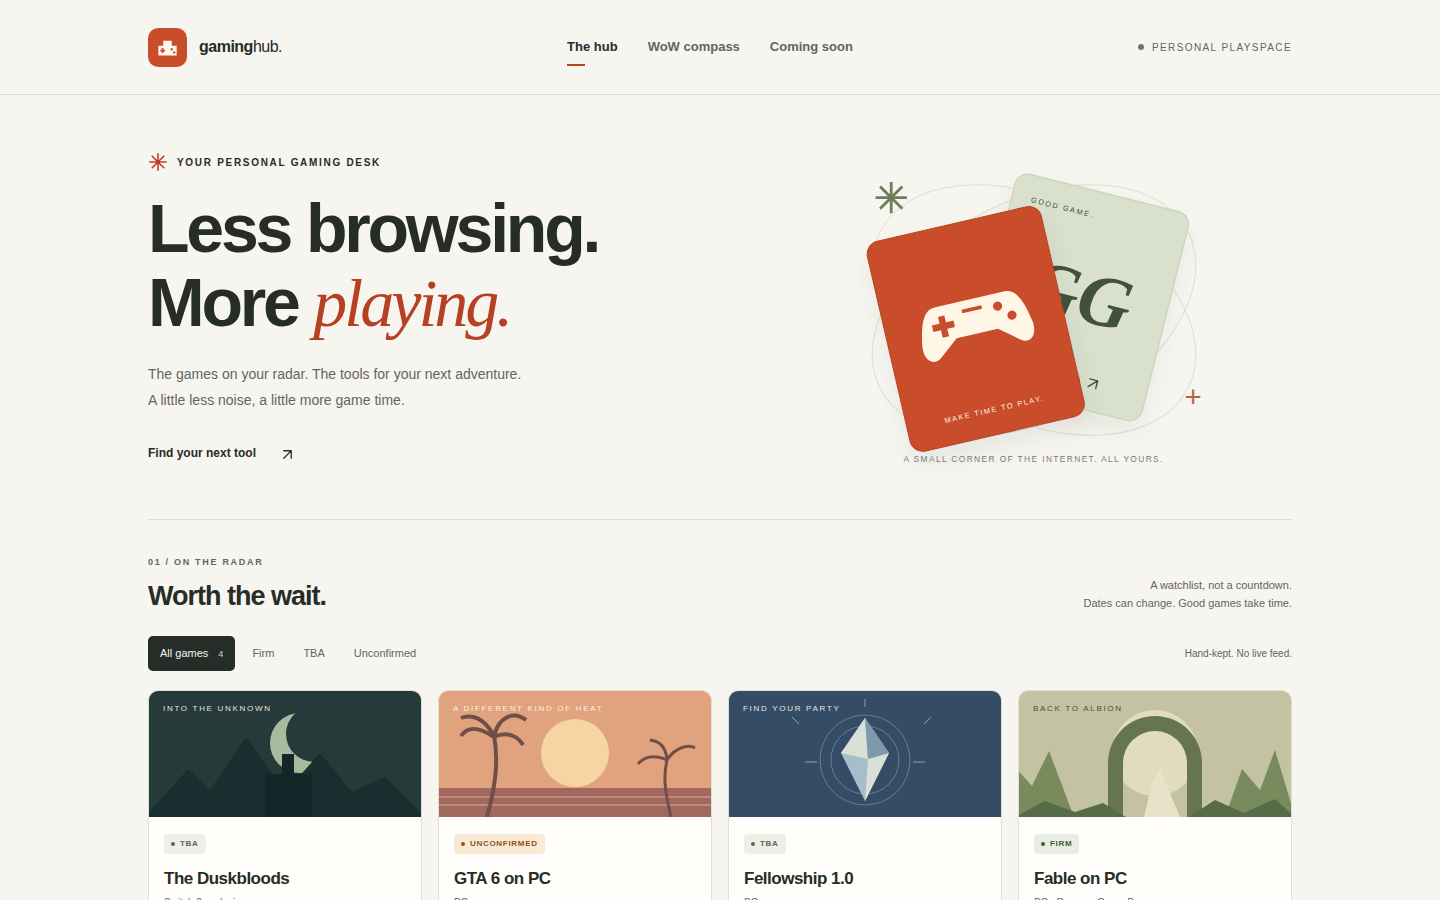 gaminghub.
The hub
WoW compass
Coming soon
PERSONAL PLAYSPACE
YOUR PERSONAL GAMING DESK
Less browsing.
More playing.
The games on your radar. The tools for your next adventure.
A little less noise, a little more game time.
Find your next tool
GOOD GAME.
GG
MAKE TIME TO PLAY.
A SMALL CORNER OF THE INTERNET. ALL YOURS.
01 / ON THE RADAR
Worth the wait.
A watchlist, not a countdown.
Dates can change. Good games take time.
All games 4
Firm
TBA
Unconfirmed
Hand-kept. No live feed.
INTO THE UNKNOWN
TBA
The Duskbloods
A DIFFERENT KIND OF HEAT
UNCONFIRMED
GTA 6 on PC
FIND YOUR PARTY
TBA
Fellowship 1.0
BACK TO ALBION
FIRM
Fable on PC